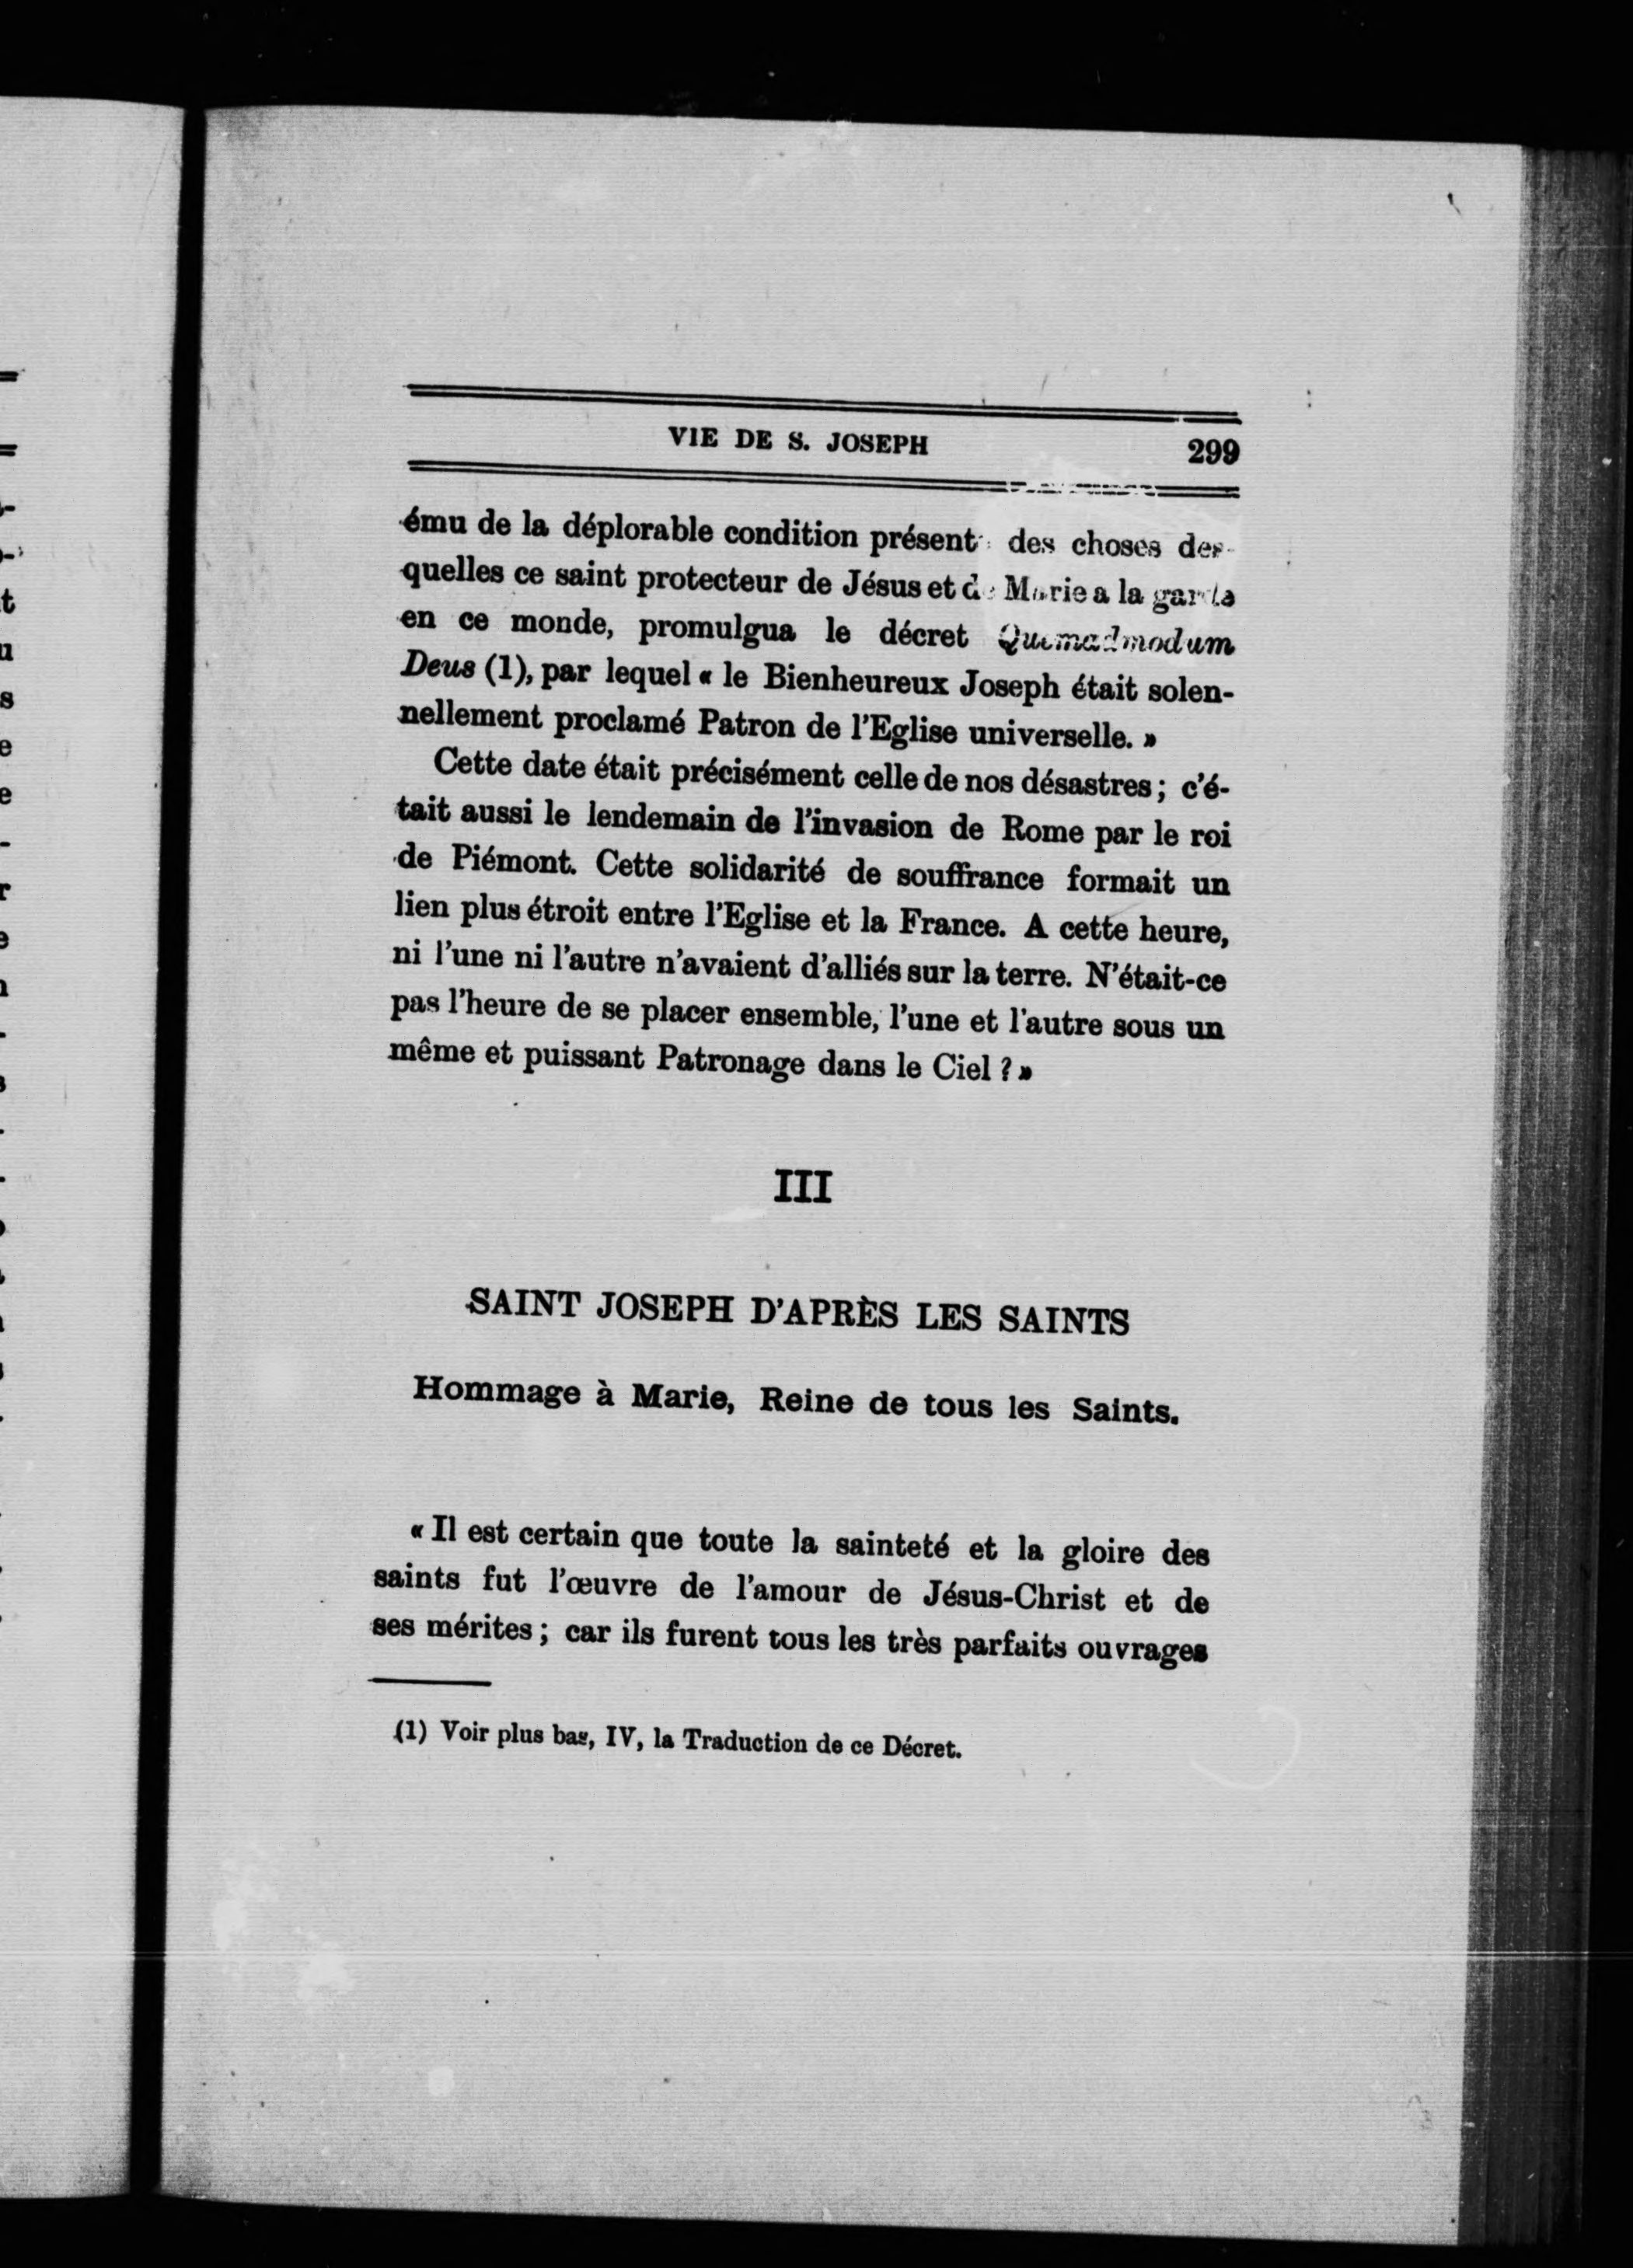 VIE DE S. JOSEPH 299
ému de la déplorable condition présente des choses des-
quelles ce saint protecteur de Jésus et de Marie a la garde
en ce monde, promulgua le décret Quemadmodum
Deus (1), par lequel « le Bienheureux Joseph était solen-
nellement proclamé Patron de l'Eglise universelle. »
Cette date était précisément celle de nos désastres ; c'é-
tait aussi le lendemain de l'invasion de Rome par le roi
de Piémont. Cette solidarité de souffrance formait un
lien plus étroit entre l'Eglise et la France. A cette heure,
ni l'une ni l'autre n'avaient d'alliés sur la terre. N'était-ce
pas l'heure de se placer ensemble, l'une et l'autre sous un
même et puissant Patronage dans le Ciel ? »
III
SAINT JOSEPH D'APRÈS LES SAINTS
Hommage à Marie, Reine de tous les Saints.
« Il est certain que toute la sainteté et la gloire des
saints fut l'œuvre de l'amour de Jésus-Christ et de
ses mérites ; car ils furent tous les très parfaits ouvrages
(1) Voir plus bas, IV, la Traduction de ce Décret.